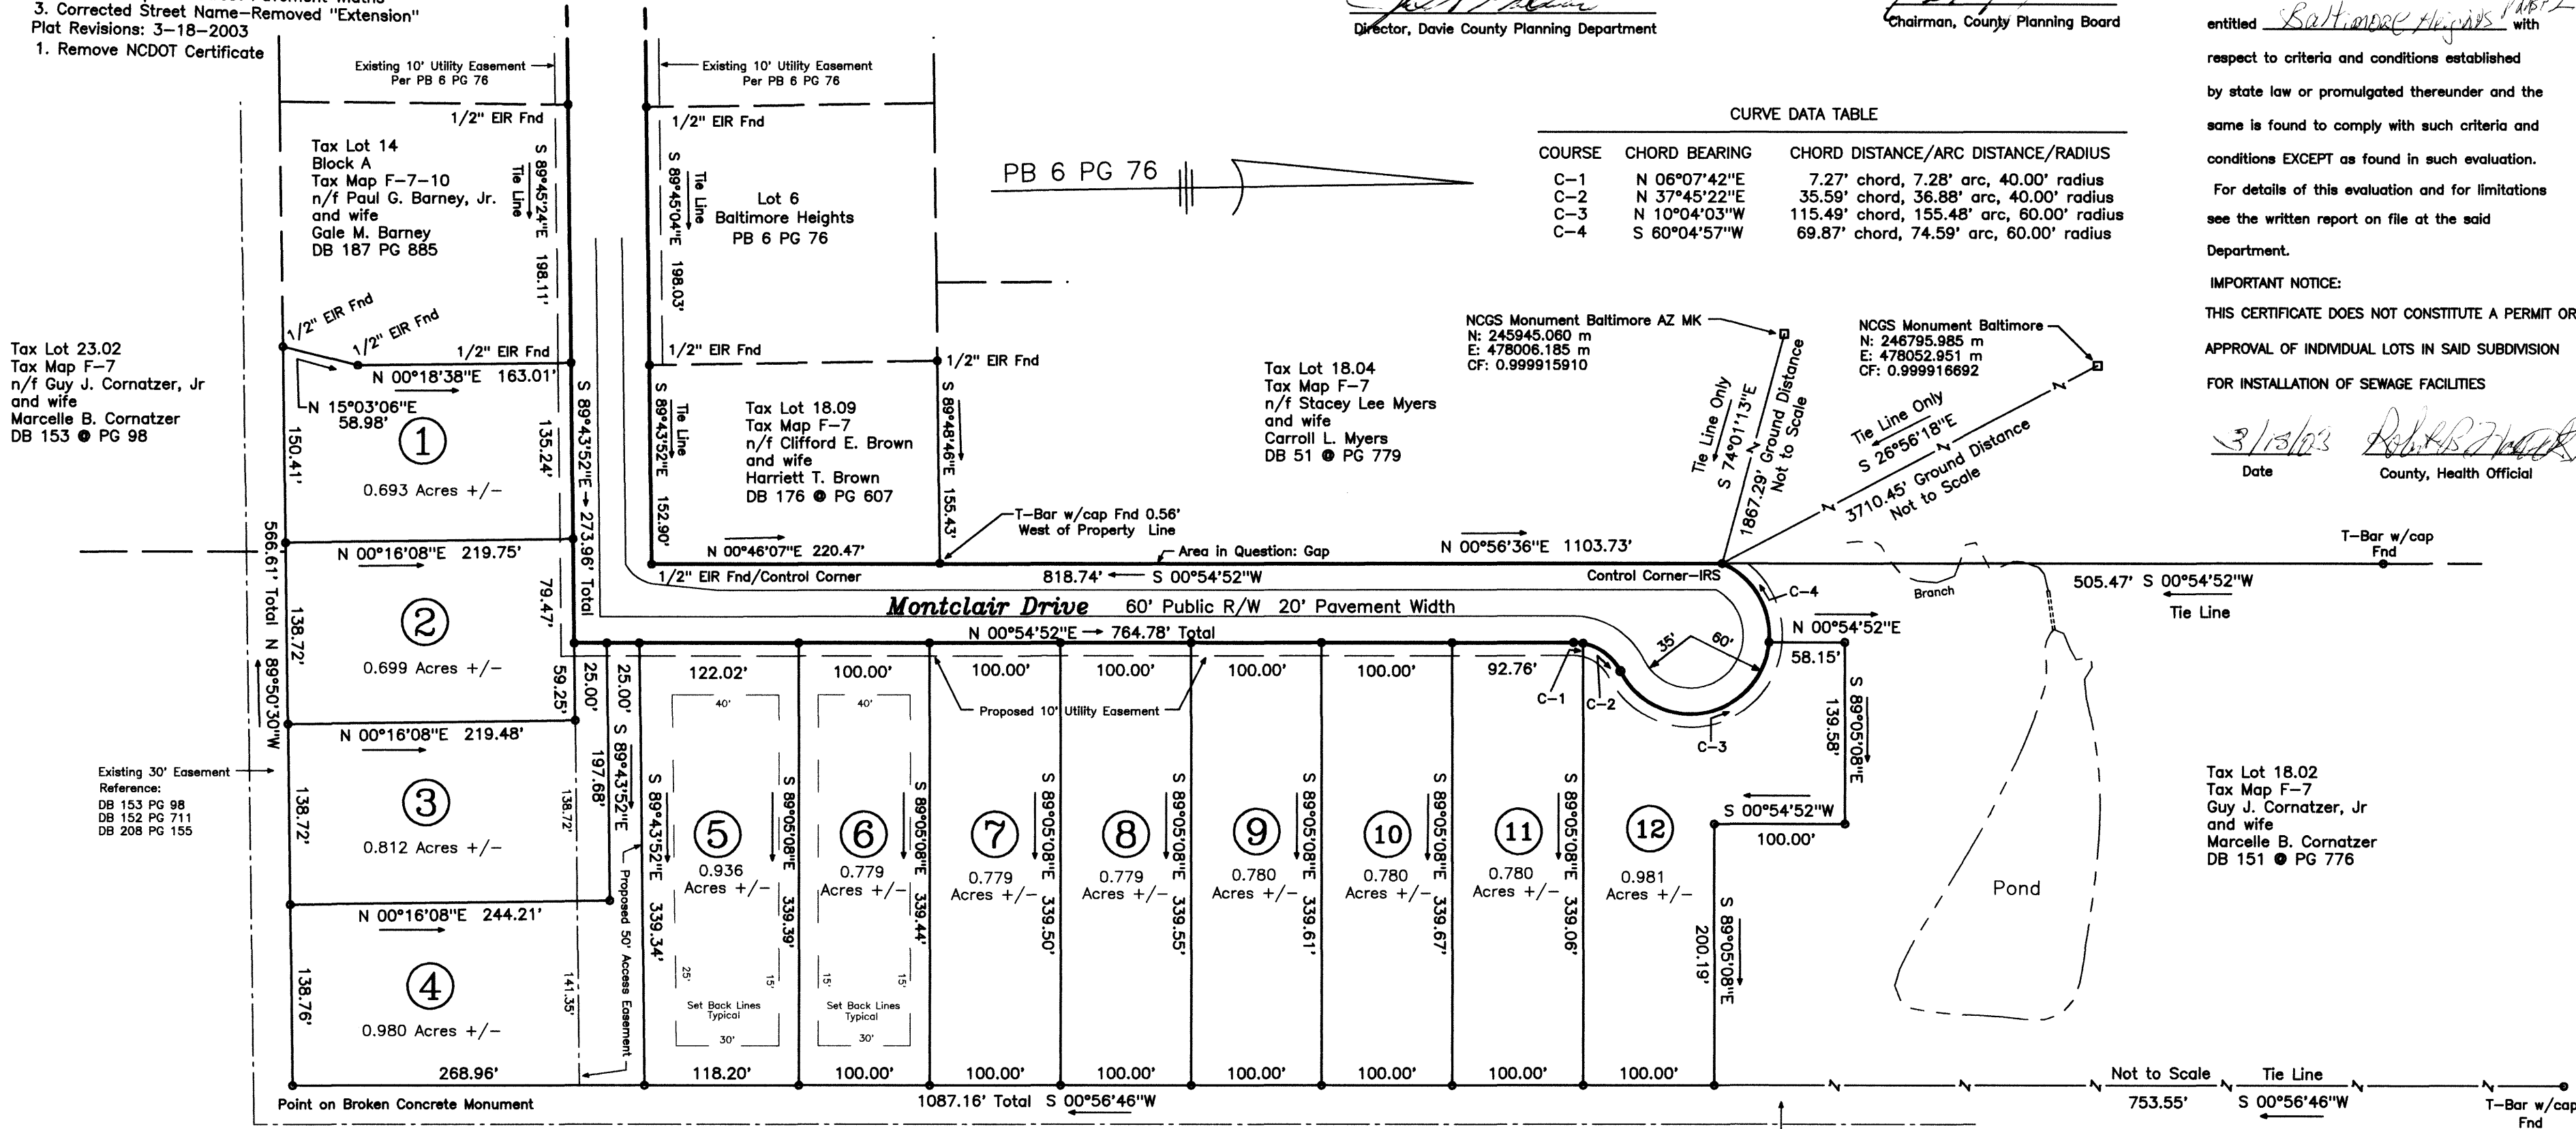 3. Corrected Street Name-Removed "Extension"
Plat Revisions: 3-18-2003
1. Remove NCDOT Certificate
Director, Davie County Planning Department
Chairman, County Planning Board
entitled Baltimore Heights with
respect to criteria and conditions established
by state law or promulgated thereunder and the
same is found to comply with such criteria and
conditions EXCEPT as found in such evaluation.
For details of this evaluation and for limitations
see the written report on file at the said
Department.
IMPORTANT NOTICE:
THIS CERTIFICATE DOES NOT CONSTITUTE A PERMIT OR
APPROVAL OF INDIVIDUAL LOTS IN SAID SUBDIVISION
FOR INSTALLATION OF SEWAGE FACILITIES
Date
County, Health Official
Existing 10' Utility Easement
Per PB 6 PG 76
Existing 10' Utility Easement
Per PB 6 PG 76
1/2" EIR Fnd
1/2" EIR Fnd
Tax Lot 14
Block A
Tax Map F-7-10
n/f Paul G. Barney, Jr.
and wife
Gale M. Barney
DB 187 PG 885
S 89°45'24"E 198.11'
Tie Line
S 89°45'04"E 198.03'
Tie Line
Lot 6
Baltimore Heights
PB 6 PG 76
PB 6 PG 76
CURVE DATA TABLE
COURSE CHORD BEARING CHORD DISTANCE/ARC DISTANCE/RADIUS
C-1 N 06°07'42"E 7.27' chord, 7.28' arc, 40.00' radius
C-2 N 37°45'22"E 35.59' chord, 36.88' arc, 40.00' radius
C-3 N 10°04'03"W 115.49' chord, 155.48' arc, 60.00' radius
C-4 S 60°04'57"W 69.87' chord, 74.59' arc, 60.00' radius
Tax Lot 23.02
Tax Map F-7
n/f Guy J. Cornatzer, Jr
and wife
Marcelle B. Cornatzer
DB 153 @ PG 98
1/2" EIR Fnd
1/2" EIR Fnd
1/2" EIR Fnd
1/2" EIR Fnd
1/2" EIR Fnd
N 00°18'38"E 163.01'
N 15°03'06"E
58.98'
150.41'
1
0.693 Acres +/-
135.24'
S 89°43'52"E 273.96' Total
S 89°43'52"E 152.90'
Tie Line
Tax Lot 18.09
Tax Map F-7
n/f Clifford E. Brown
and wife
Harriett T. Brown
DB 176 @ PG 607
S 89°48'46"E 155.43'
Tax Lot 18.04
Tax Map F-7
n/f Stacey Lee Myers
and wife
Carroll L. Myers
DB 51 @ PG 779
NCGS Monument Baltimore AZ MK
N: 245945.060 m
E: 478006.185 m
CF: 0.999915910
NCGS Monument Baltimore
N: 246795.985 m
E: 478052.951 m
CF: 0.999916692
Tie Line Only
S 74°01'13"E
1867.29' Ground Distance
Not to Scale
Tie Line Only
S 26°56'18"E
3710.45' Ground Distance
Not to Scale
T-Bar w/cap Fnd 0.56'
West of Property Line
N 00°46'07"E 220.47'
Area in Question: Gap
N 00°56'36"E 1103.73'
1/2" EIR Fnd/Control Corner
818.74' S 00°54'52"W
Control Corner-IRS
T-Bar w/cap
Fnd
505.47' S 00°54'52"W
Tie Line
Branch
Montclair Drive 60' Public R/W 20' Pavement Width
N 00°54'52"E 764.78' Total
C-4
35'
60'
N 00°54'52"E
58.15'
566.61' Total N 89°50'30"W
N 00°16'08"E 219.75'
138.72'
2
0.699 Acres +/-
79.47'
59.25'
25.00'
25.00'
122.02'
100.00'
100.00'
100.00'
100.00'
100.00'
92.76'
C-1
C-2
C-3
Proposed 10' Utility Easement
40'
40'
N 00°16'08"E 219.48'
Existing 30' Easement
Reference:
DB 153 PG 98
DB 152 PG 711
DB 208 PG 155
138.72'
3
0.812 Acres +/-
138.72'
S 89°43'52"E
197.68'
S 89°43'52"E 339.34'
Proposed 50' Access Easement
5
0.936
Acres +/-
S 89°05'08"E 339.39'
6
0.779
Acres +/-
S 89°05'08"E 339.44'
7
0.779
Acres +/-
S 89°05'08"E 339.50'
8
0.779
Acres +/-
S 89°05'08"E 339.55'
9
0.780
Acres +/-
S 89°05'08"E 339.61'
10
0.780
Acres +/-
S 89°05'08"E 339.67'
11
0.780
Acres +/-
S 89°05'08"E 339.06'
12
0.981
Acres +/-
S 89°05'08"E
139.58'
S 00°54'52"W
100.00'
S 89°05'08"E
200.19'
Pond
Tax Lot 18.02
Tax Map F-7
Guy J. Cornatzer, Jr
and wife
Marcelle B. Cornatzer
DB 151 @ PG 776
N 00°16'08"E 244.21'
138.76'
4
0.980 Acres +/-
141.35'
25'
15'
15'
15'
Set Back Lines
Typical
Set Back Lines
Typical
30'
30'
268.96'
118.20'
100.00'
100.00'
100.00'
100.00'
100.00'
100.00'
100.00'
Point on Broken Concrete Monument
1087.16' Total S 00°56'46"W
Not to Scale
Tie Line
753.55' S 00°56'46"W
T-Bar w/cap
Fnd